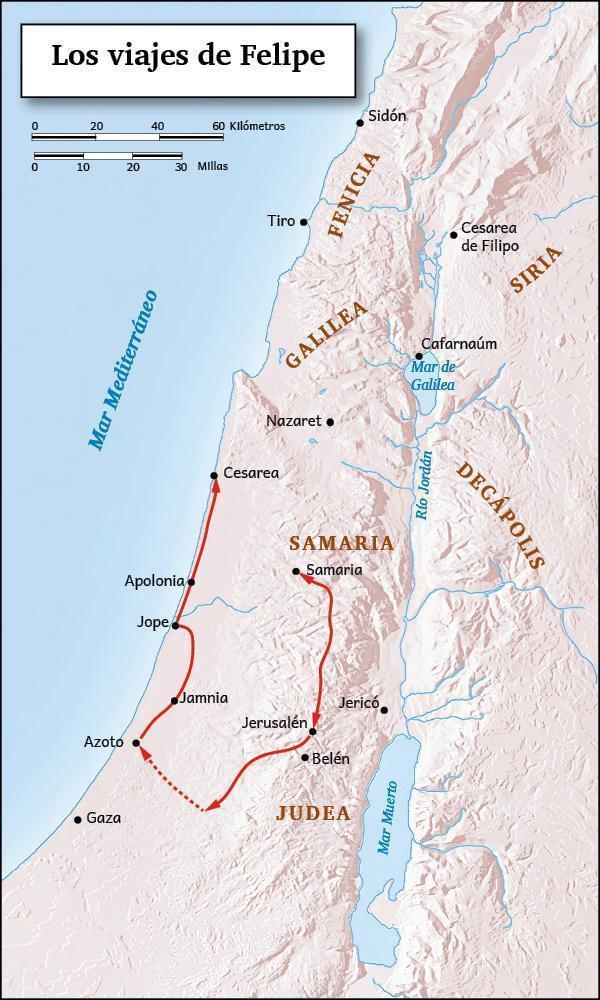 Los viajes de Felipe
0 20 40 60 Kilómetros
0 10 20 30 Millas
Sidón
FENICIA
Tiro
Cesarea
de Filipo
SIRIA
Mar Mediterráneo
GALILEA
Cafarnaúm
Mar de
Galilea
Nazaret
Río Jordán
DECÁPOLIS
Cesarea
SAMARIA
Samaria
Apolonia
Jope
Jamnia
Jericó
Jerusalén
Azoto
Belén
Mar Muerto
Gaza
JUDEA